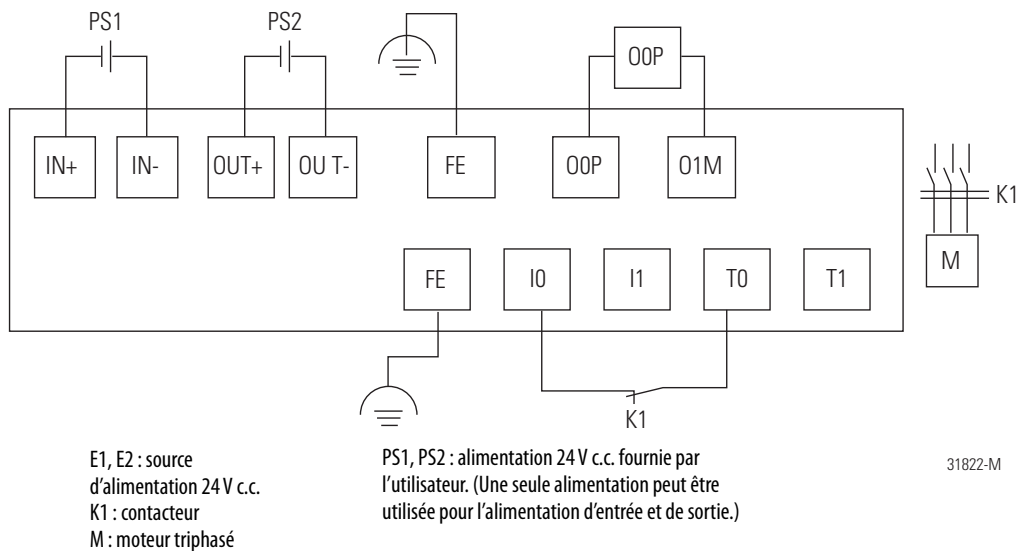 PS1
PS2
O0P
IN+
IN-
OUT+
OU T-
FE
O0P
O1M
K1
M
FE
I0
I1
T0
T1
K1
E1, E2 : source
d'alimentation 24 V c.c.
K1 : contacteur
M : moteur triphasé
PS1, PS2 : alimentation 24 V c.c. fournie par
l'utilisateur. (Une seule alimentation peut être
utilisée pour l'alimentation d'entrée et de sortie.)
31822-M